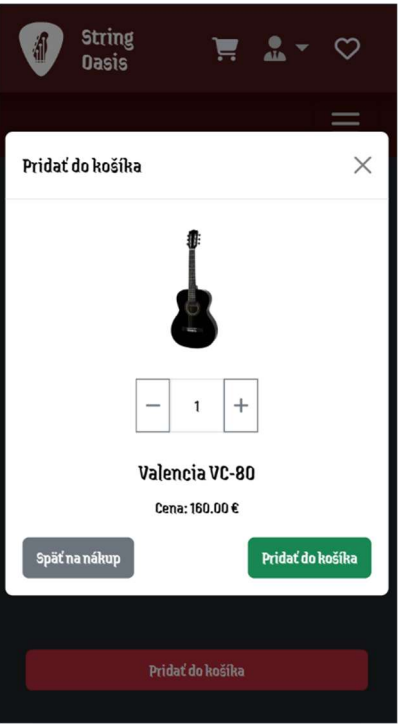 String
Oasis
Pridať do košíka
1
Valencia VC-80
Cena: 160.00 €
Späť na nákup
Pridať do košíka
Pridať do košíka